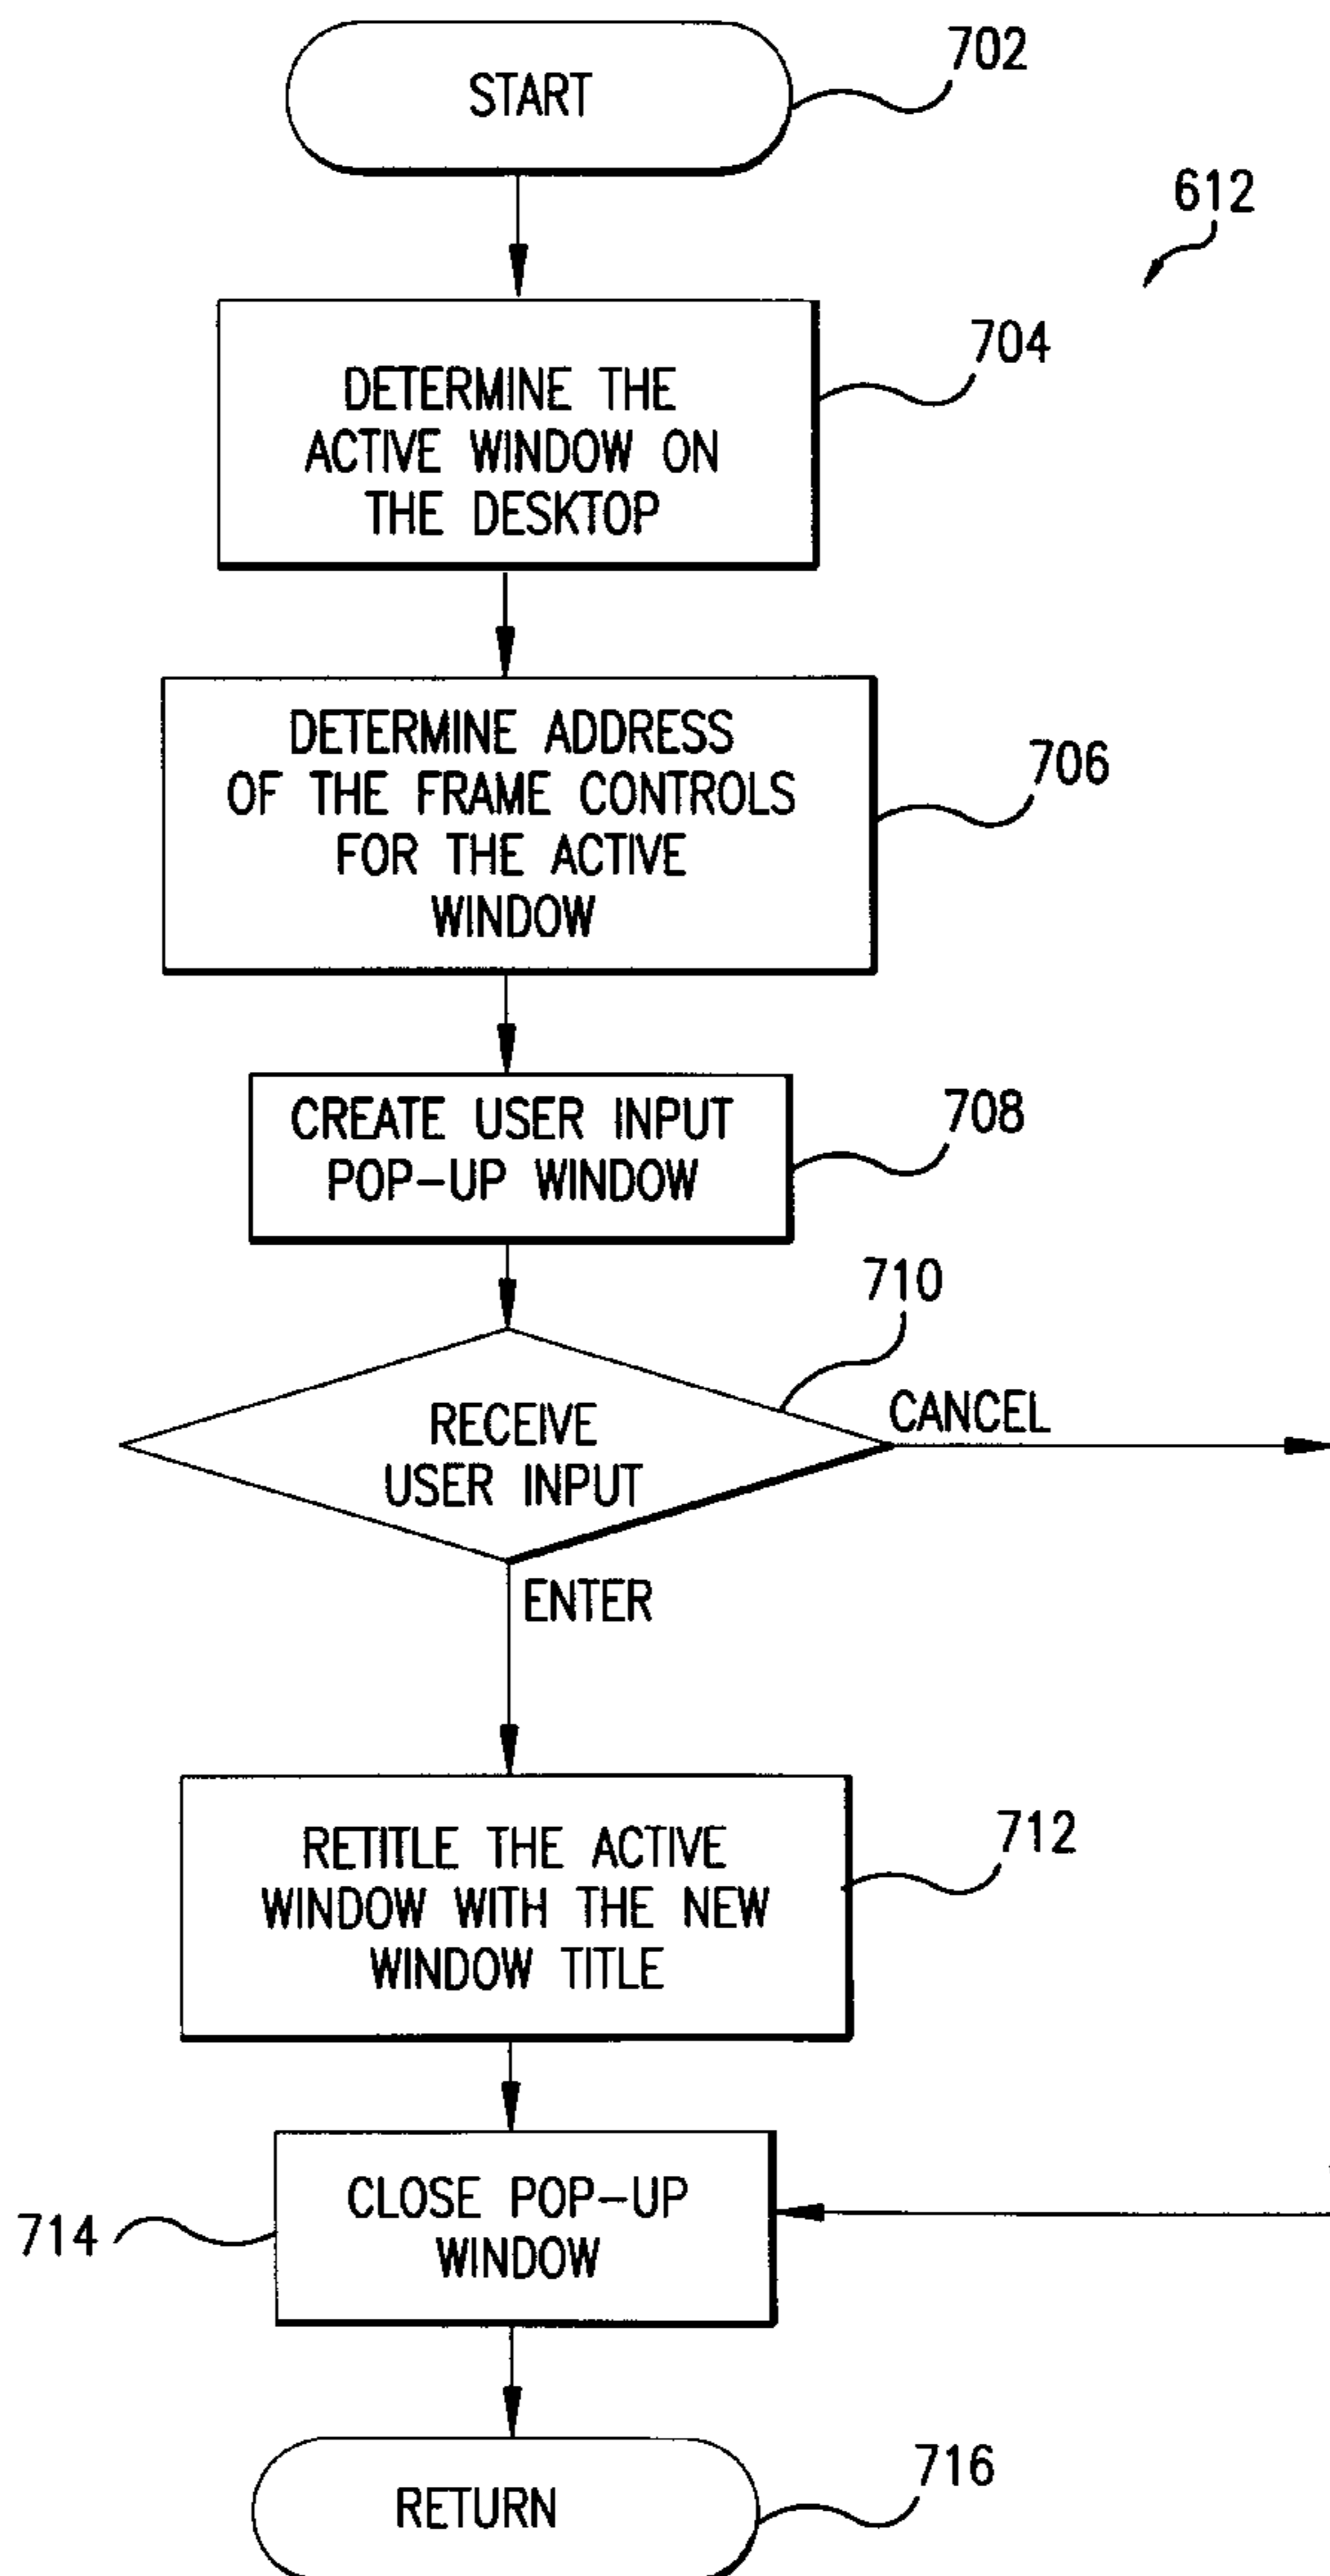 START
702
612
DETERMINE THE
ACTIVE WINDOW ON
THE DESKTOP
704
DETERMINE ADDRESS
OF THE FRAME CONTROLS
FOR THE ACTIVE
WINDOW
706
CREATE USER INPUT
POP-UP WINDOW
708
710
RECEIVE
USER INPUT
CANCEL
ENTER
RETITLE THE ACTIVE
WINDOW WITH THE NEW
WINDOW TITLE
712
CLOSE POP-UP
WINDOW
714
RETURN
716